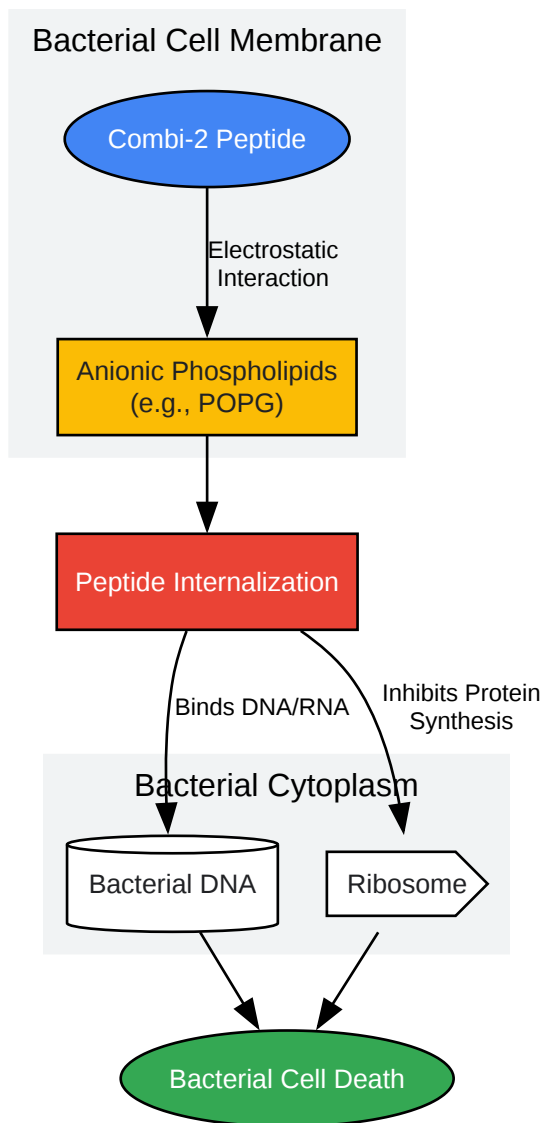 Bacterial Cell Membrane
Combi-2 Peptide
Electrostatic
Interaction
Anionic Phospholipids
(e.g., POPG)
Peptide Internalization
Binds DNA/RNA
Inhibits Protein
Synthesis
Bacterial Cytoplasm
Bacterial DNA
Ribosome
Bacterial Cell Death